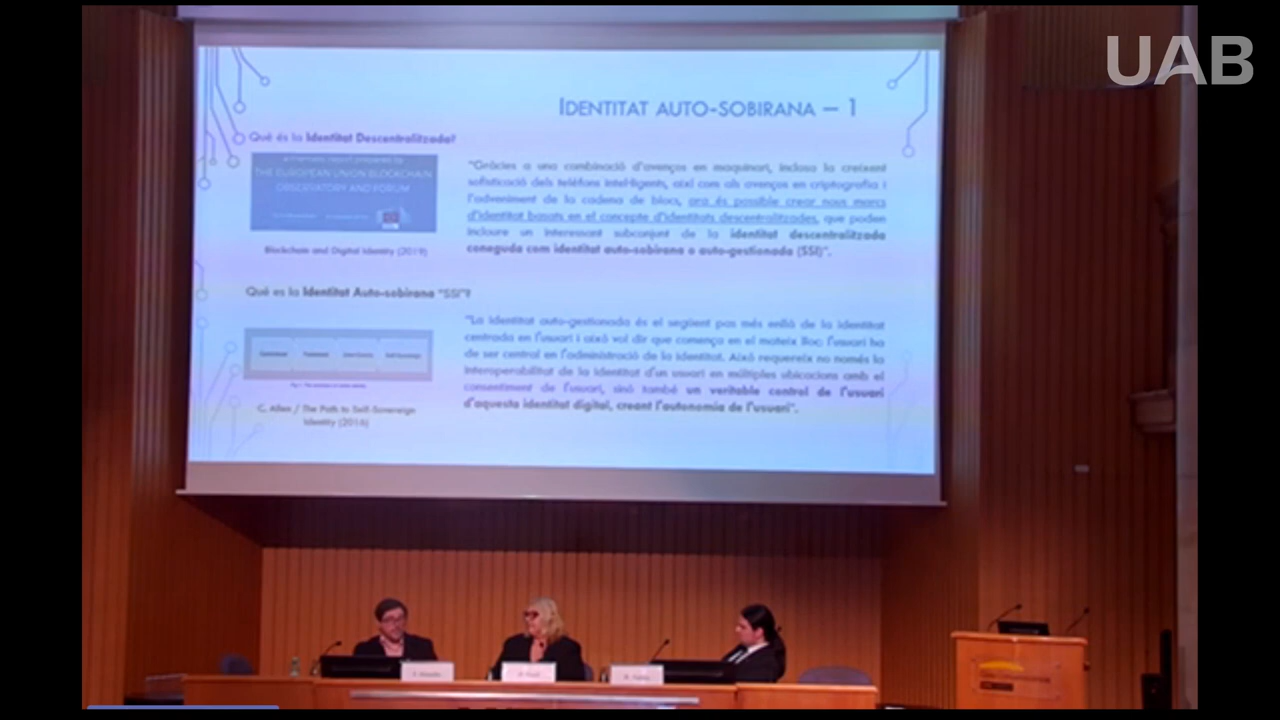 UAB
IDENTITAT AUTO-SOBIRANA – 1
Què és la Identitat Descentralitzada?
THE EUROPEAN UNION BLOCKCHAIN
OBSERVATORY AND FORUM
Blockchain and Digital Identity (2019)
"Gràcies a una combinació d'avenços en maquinari, inclosa la creixent
sofisticació dels telèfons intel·ligents, així com als avenços en criptografia i
l'adveniment de la cadena de blocs, ara és possible crear nous marcs
d'identitat basats en el concepte d'identitats descentralitzades, que poden
incloure un interessant subconjunt de la identitat descentralitzada
coneguda com identitat auto-sobirana o auto-gestionada (SSI)".
Qué es la Identitat Auto-sobirana "SSI"?
C. Allen / The Path to Self-Sovereign
Identity (2016)
"La identitat auto-gestionada és el següent pas més enllà de la identitat
centrada en l'usuari i això vol dir que comença en el mateix lloc: l'usuari ha
de ser central en l'administració de la identitat. Això requereix no només la
interoperabilitat de la identitat d'un usuari en múltiples ubicacions amb el
consentiment de l'usuari, sinó també un veritable control de l'usuari
d'aquesta identitat digital, creant l'autonomia de l'usuari".